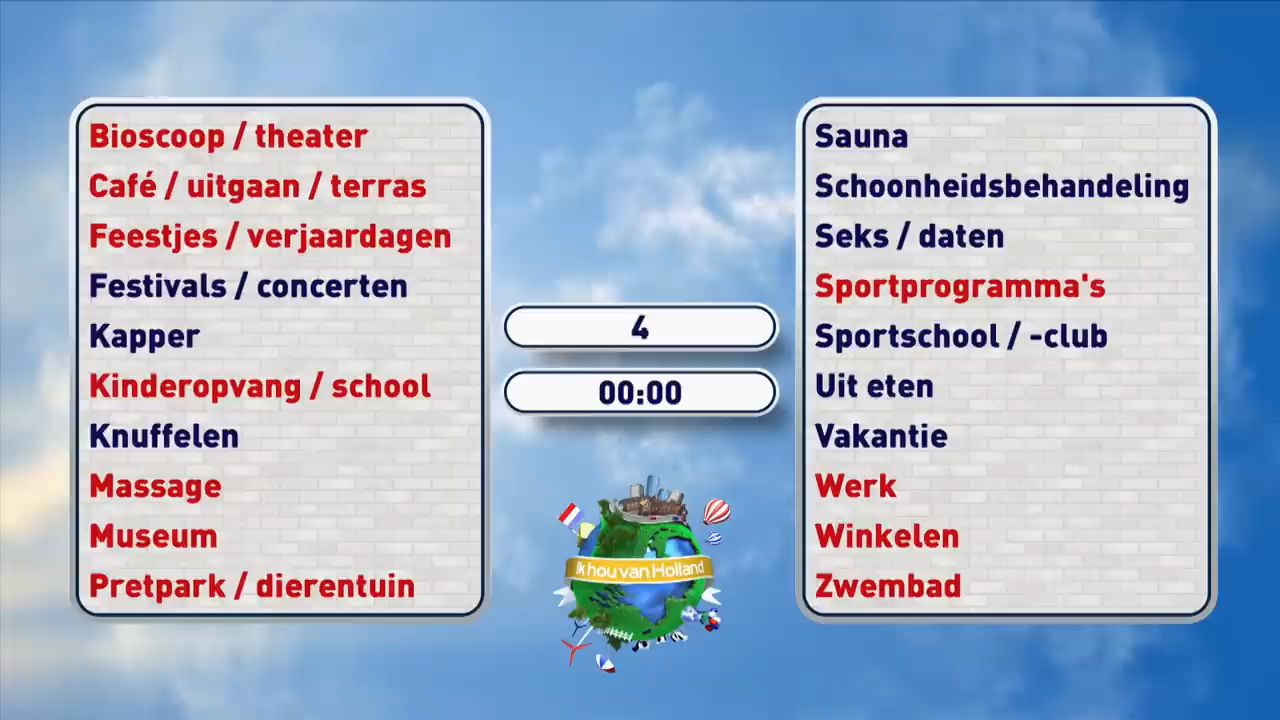 Bioscoop / theater
Café / uitgaan / terras
Feestjes / verjaardagen
Festivals / concerten
Kapper
Kinderopvang / school
Knuffelen
Massage
Museum
Pretpark / dierentuin
4
00:00
Ik hou van Holland
Sauna
Schoonheidsbehandeling
Seks / daten
Sportprogramma's
Sportschool / -club
Uit eten
Vakantie
Werk
Winkelen
Zwembad